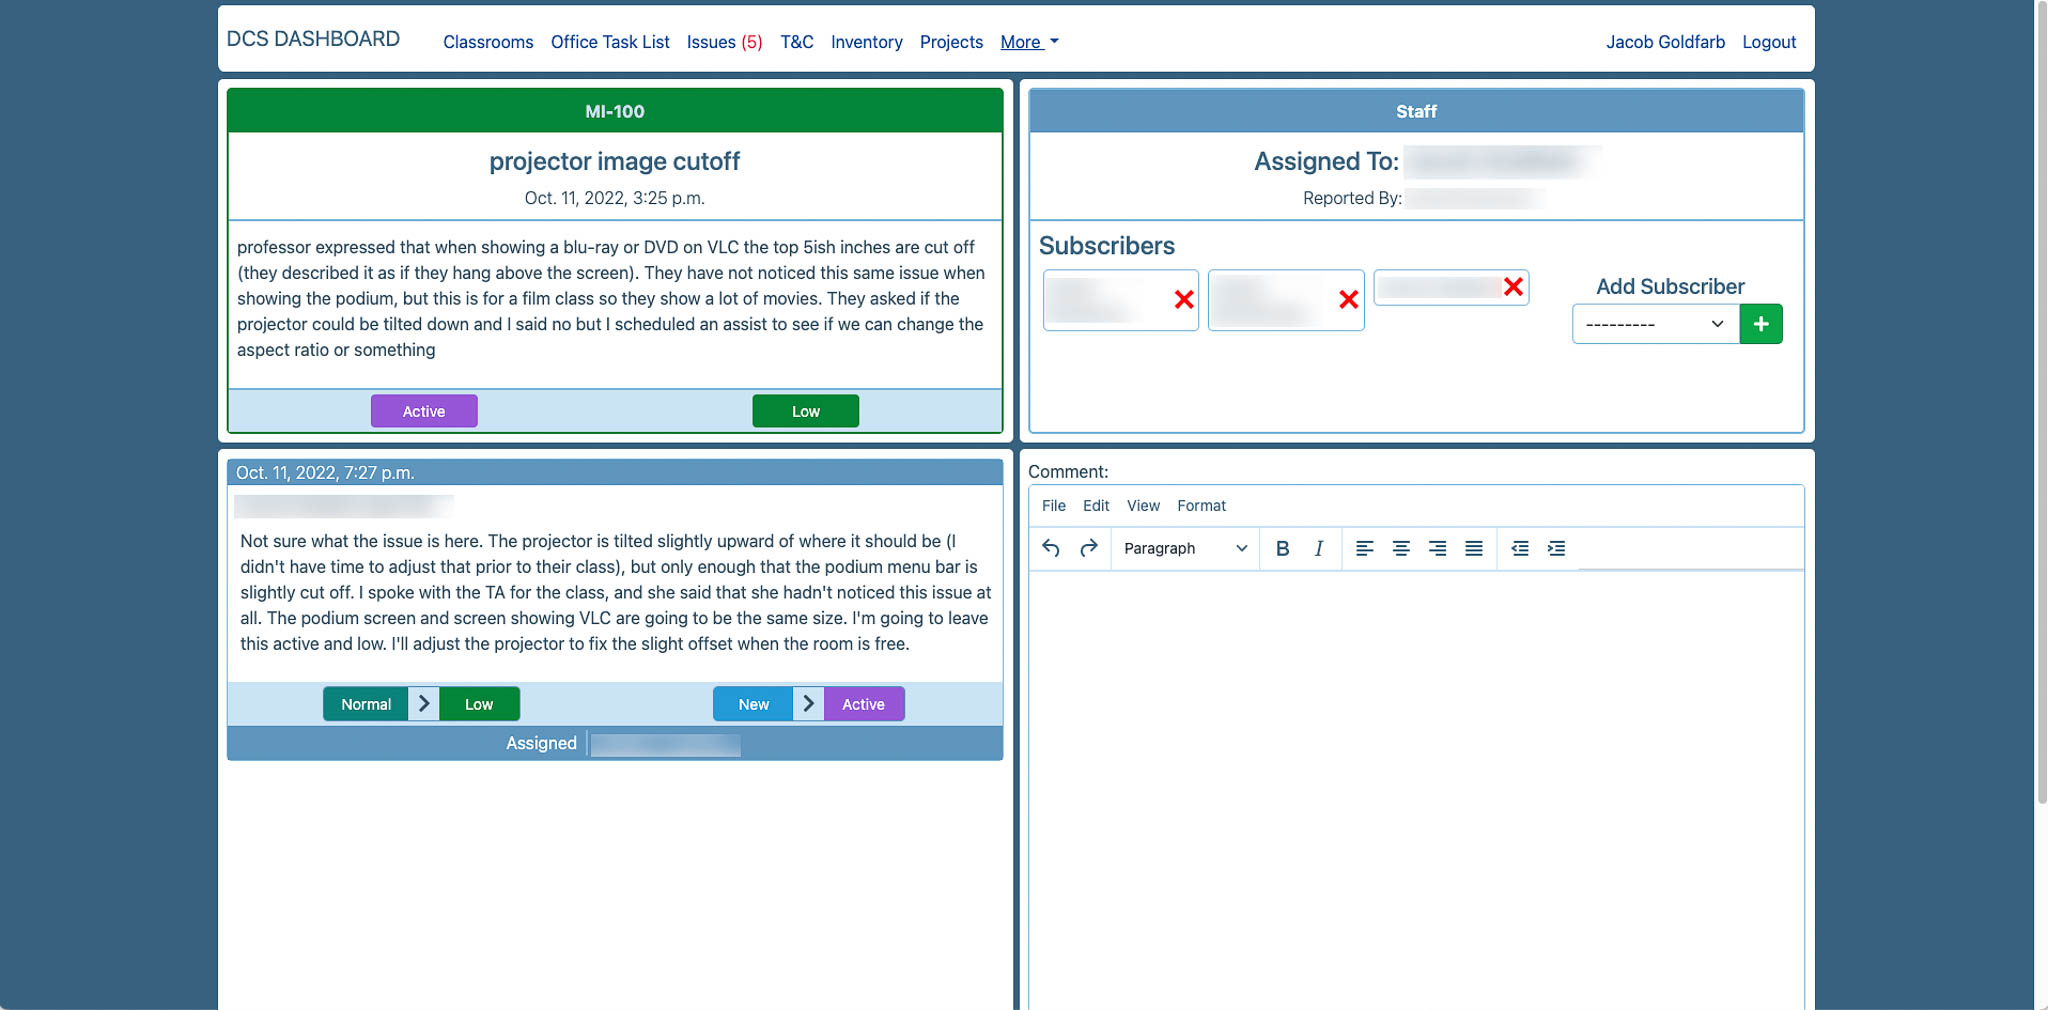 DCS DASHBOARD Classrooms Office Task List Issues (5) T&C Inventory Projects More Jacob Goldfarb Logout
MI-100
projector image cutoff
Oct. 11, 2022, 3:25 p.m.
professor expressed that when showing a blu-ray or DVD on VLC the top 5ish inches are cut off
(they described it as if they hang above the screen). They have not noticed this same issue when
showing the podium, but this is for a film class so they show a lot of movies. They asked if the
projector could be tilted down and I said no but I scheduled an assist to see if we can change the
aspect ratio or something
Active Low
Staff
Assigned To:
Reported By:
Subscribers
Add Subscriber
---------
Oct. 11, 2022, 7:27 p.m.
Not sure what the issue is here. The projector is tilted slightly upward of where it should be (I
didn't have time to adjust that prior to their class), but only enough that the podium menu bar is
slightly cut off. I spoke with the TA for the class, and she said that she hadn't noticed this issue at
all. The podium screen and screen showing VLC are going to be the same size. I'm going to leave
this active and low. I'll adjust the projector to fix the slight offset when the room is free.
Normal Low New Active
Assigned
Comment:
File Edit View Format
Paragraph B I